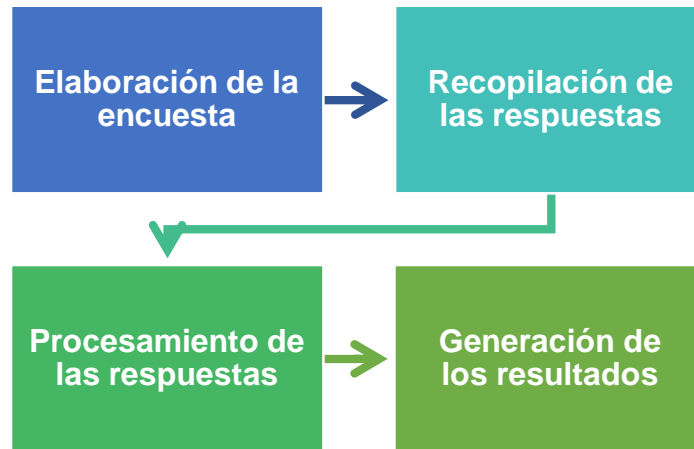 Elaboración de la
encuesta
Recopilación de
las respuestas
Procesamiento de
las respuestas
Generación de
los resultados